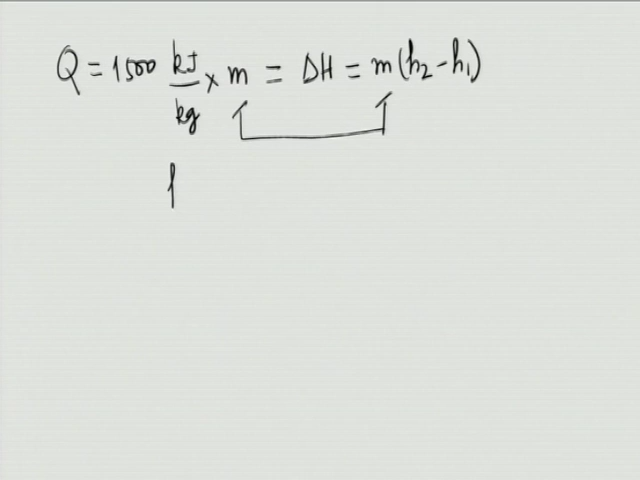 Q = 1500 kJ/kg × m = ΔH = m(h₂ - h₁)